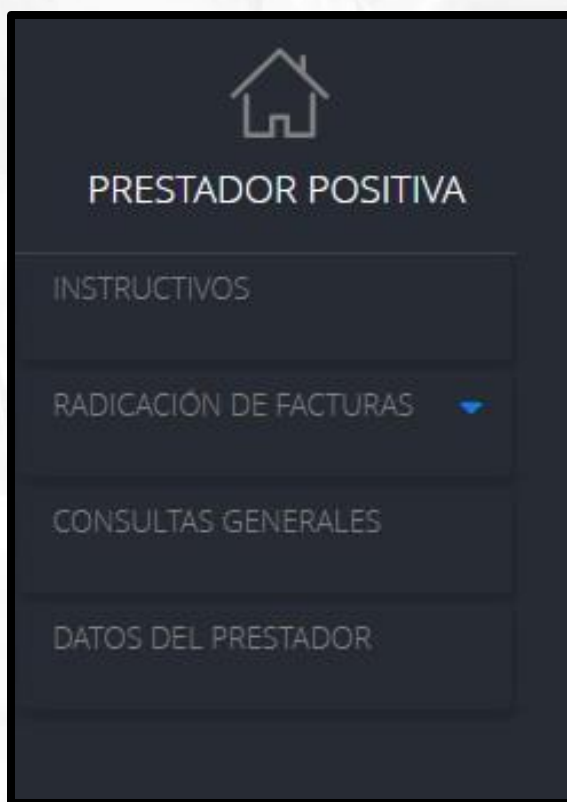 PRESTADOR POSITIVA
INSTRUCTIVOS
RADICACIÓN DE FACTURAS
CONSULTAS GENERALES
DATOS DEL PRESTADOR